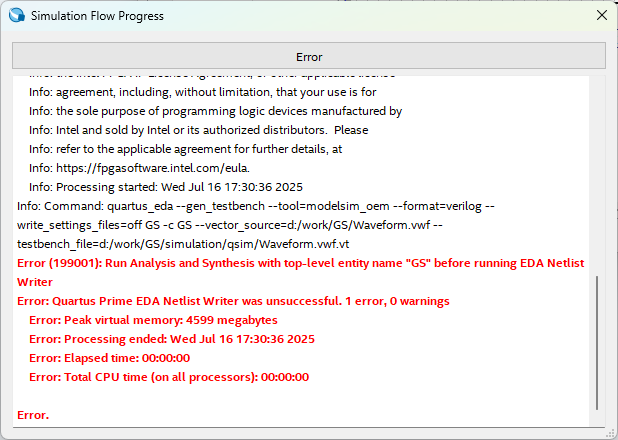 Simulation Flow Progress
Error
Info: agreement, including, without limitation, that your use is for
Info: the sole purpose of programming logic devices manufactured by
Info: Intel and sold by Intel or its authorized distributors.  Please
Info: refer to the applicable agreement for further details, at
Info: https://fpgasoftware.intel.com/eula.
Info: Processing started: Wed Jul 16 17:30:36 2025
Info: Command: quartus_eda --gen_testbench --tool=modelsim_oem --format=verilog --
write_settings_files=off GS -c GS --vector_source=d:/work/GS/Waveform.vwf --
testbench_file=d:/work/GS/simulation/qsim/Waveform.vwf.vt
Error (199001): Run Analysis and Synthesis with top-level entity name "GS" before running EDA Netlist
Writer
Error: Quartus Prime EDA Netlist Writer was unsuccessful. 1 error, 0 warnings
Error: Peak virtual memory: 4599 megabytes
Error: Processing ended: Wed Jul 16 17:30:36 2025
Error: Elapsed time: 00:00:00
Error: Total CPU time (on all processors): 00:00:00
Error.